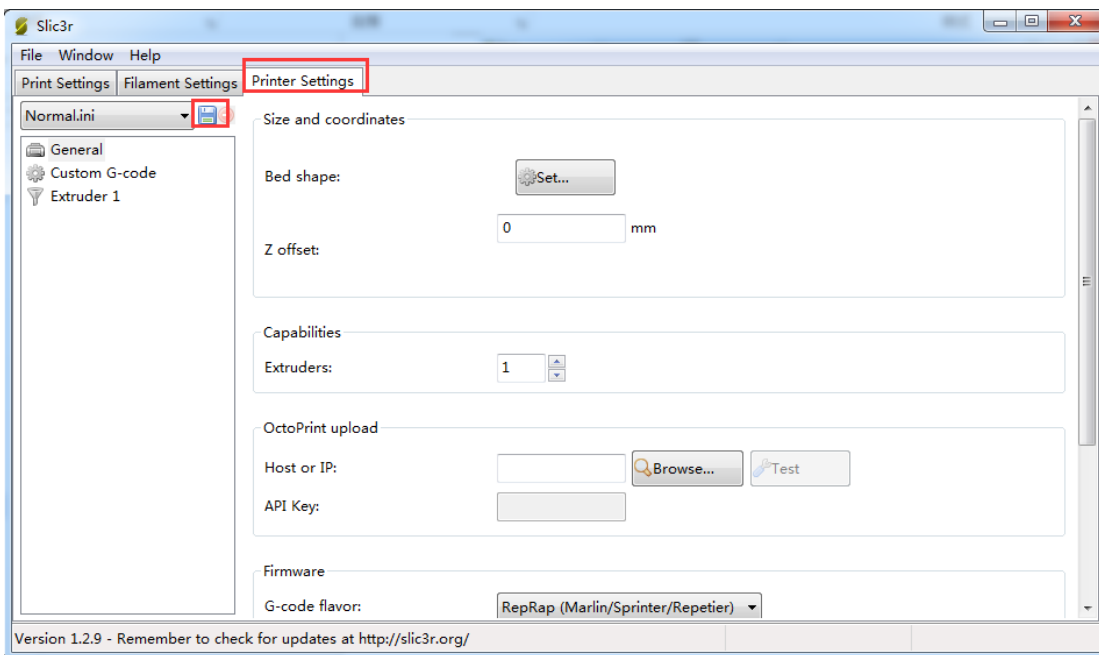 Slic3r
File Window Help
Print Settings Filament Settings Printer Settings
Normal.ini
General
Custom G-code
Extruder 1
Size and coordinates
Bed shape:
Set...
Z offset:
0 mm
Capabilities
Extruders:
1
OctoPrint upload
Host or IP:
Browse...
Test
API Key:
Firmware
G-code flavor:
RepRap (Marlin/Sprinter/Repetier)
Version 1.2.9 - Remember to check for updates at http://slic3r.org/